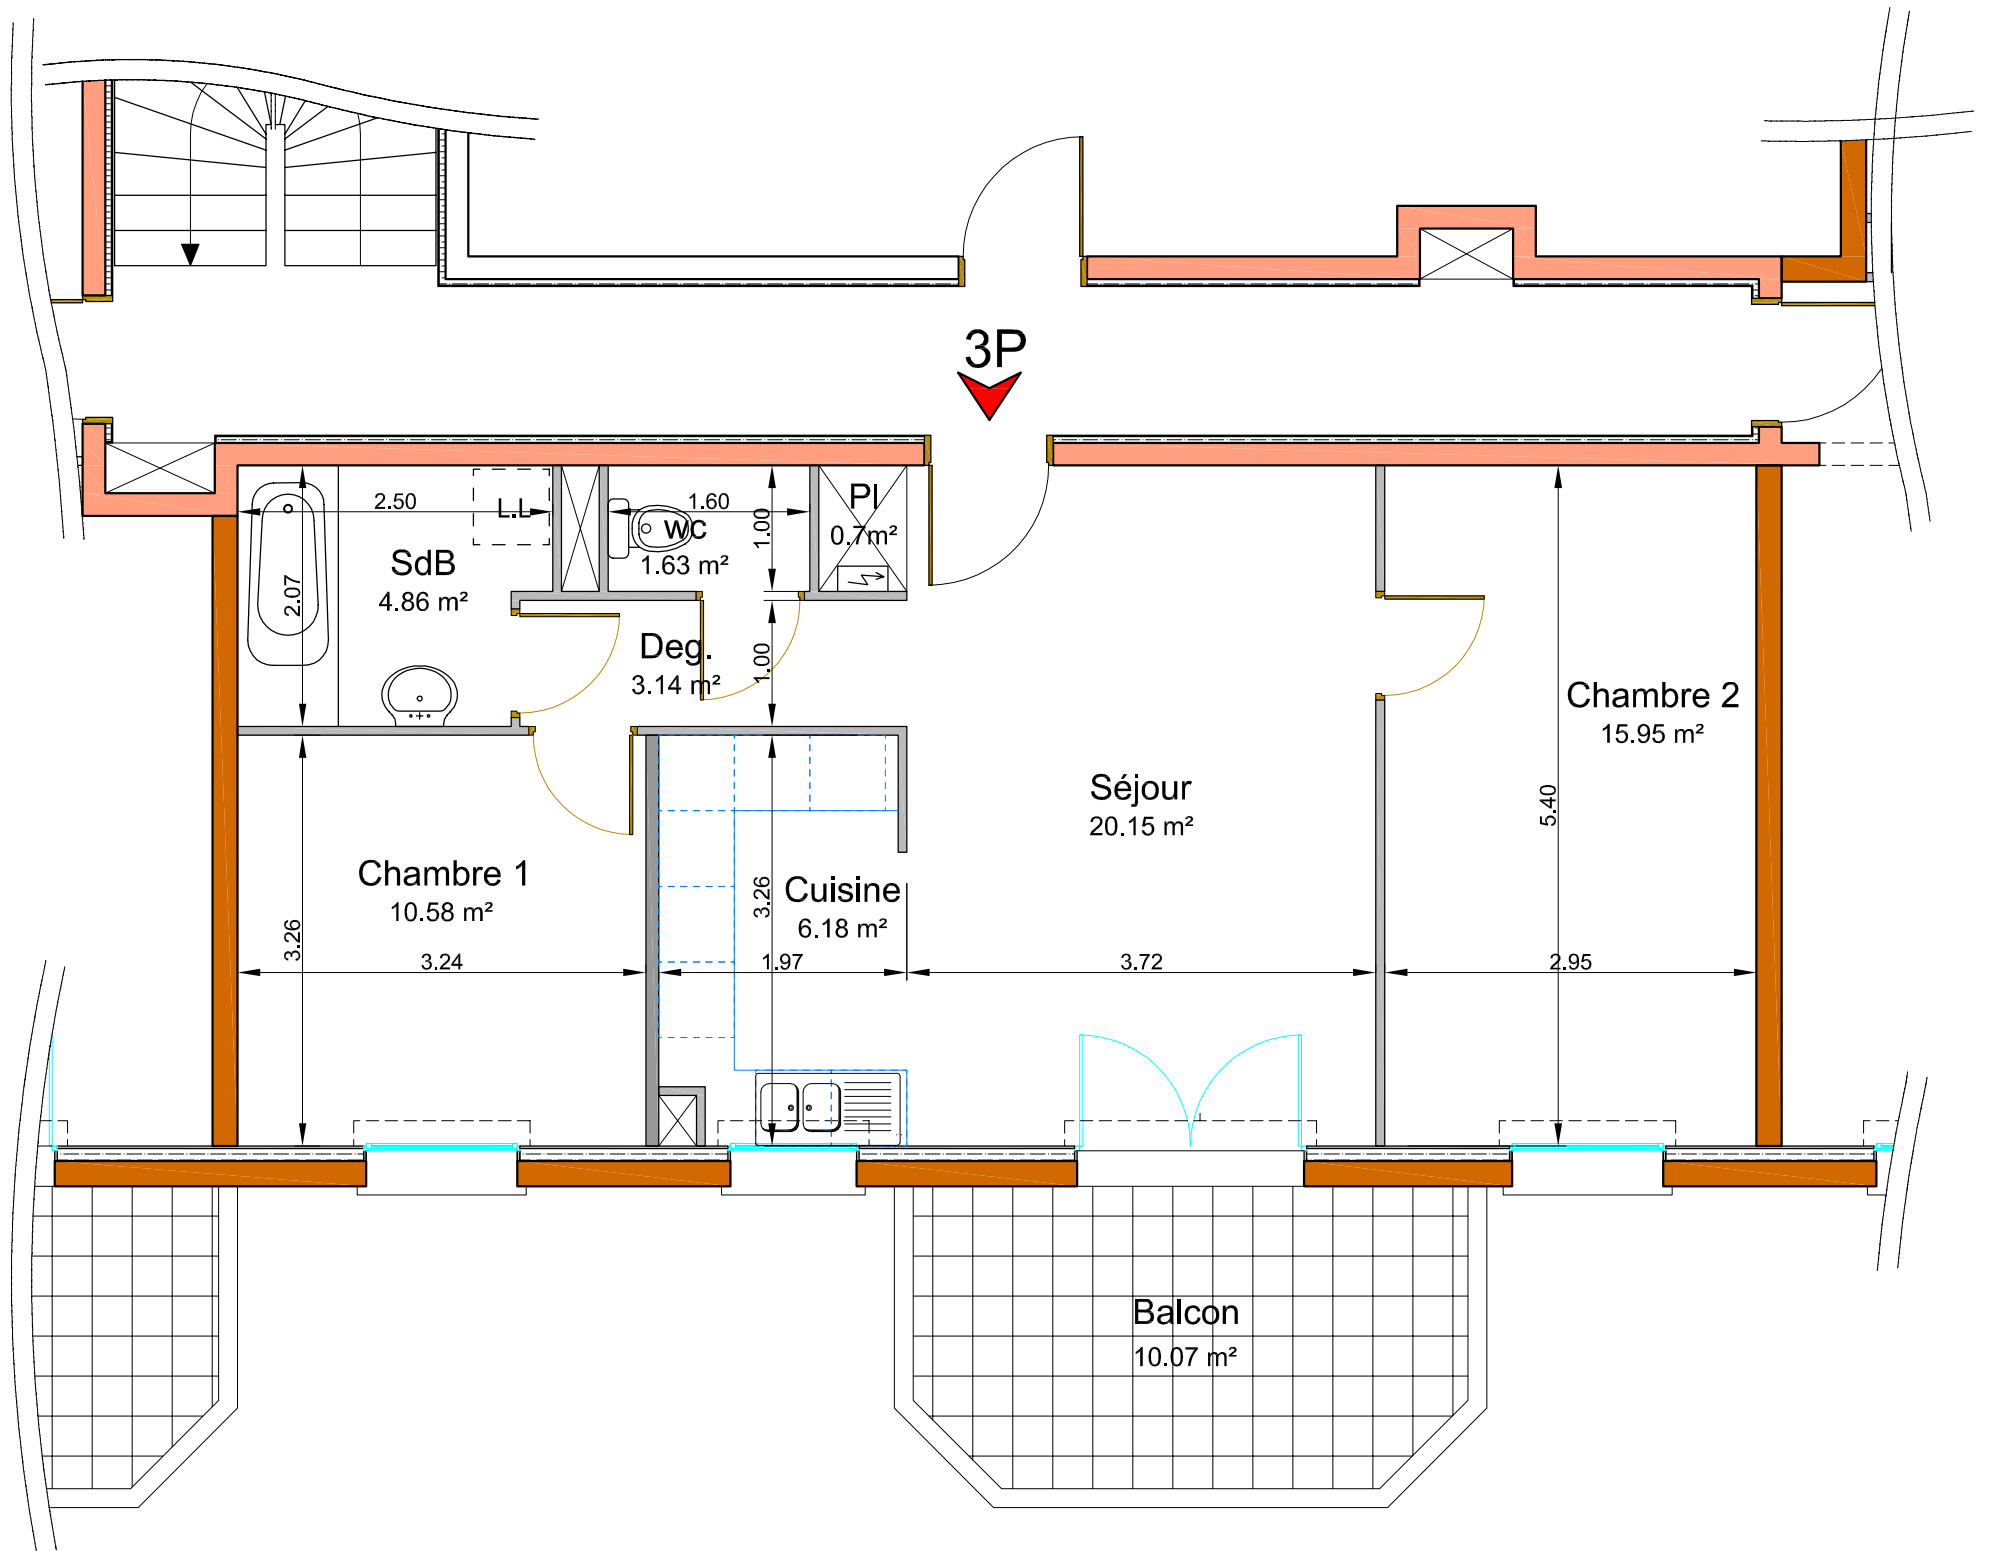 3P
2.50
L.L
1.60
WC
1.63 m²
1.00
Pl
0.7m²
SdB
4.86 m²
2.07
Deg.
3.14 m²
1.00
Chambre 2
15.95 m²
Séjour
20.15 m²
5.40
Chambre 1
10.58 m²
Cuisine
6.18 m²
3.26
3.26
3.24
1.97
3.72
2.95
Balcon
10.07 m²